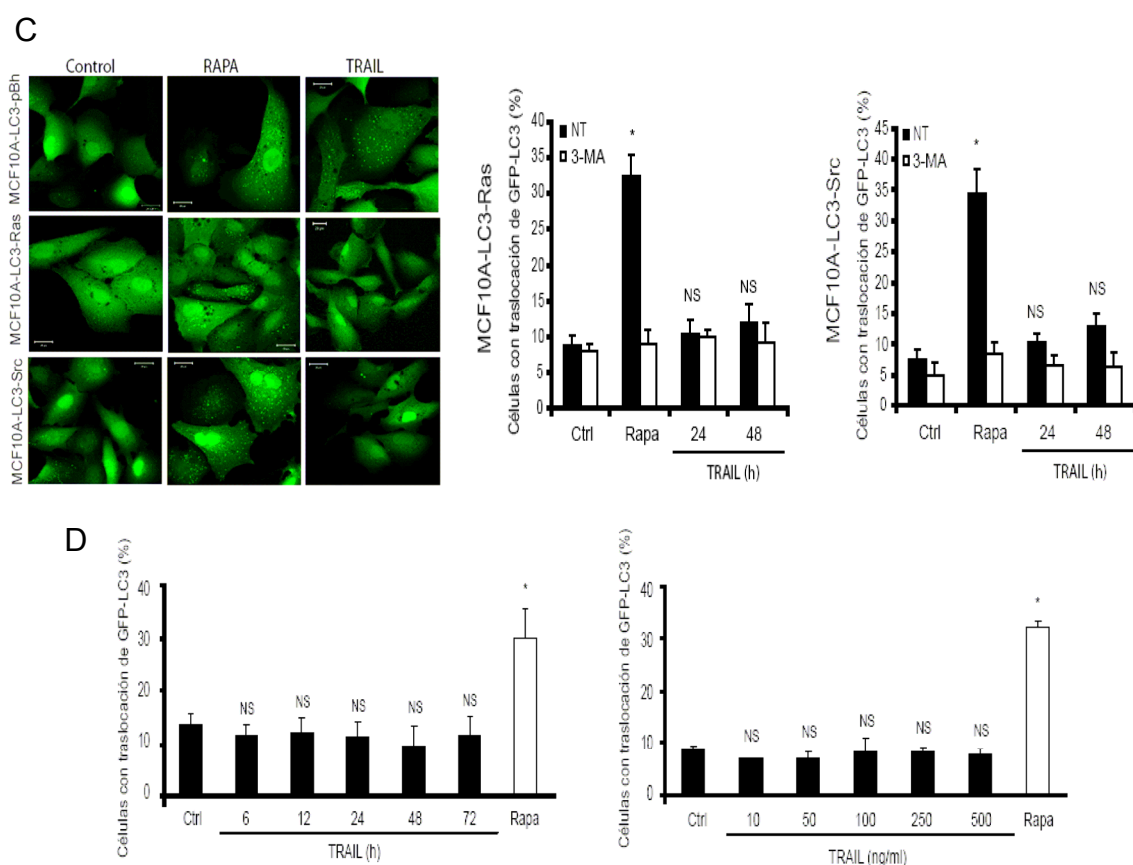 C
Control RAPA TRAIL
MCF10A-LC3-pBh
MCF10A-LC3-Ras
MCF10A-LC3-Src
MCF10A-LC3-Ras
Células con traslocación de GFP-LC3 (%)
40
35
30
25
20
15
10
5
0
NT
3-MA
*
NS
NS
Ctrl Rapa 24 48
TRAIL (h)
MCF10A-LC3-Src
Células con traslocación de GFP-LC3 (%)
45
40
35
30
25
20
15
10
5
0
NT
3-MA
*
NS
NS
Ctrl Rapa 24 48
TRAIL (h)
D
Células con traslocación de GFP-LC3 (%)
40
30
20
10
0
NS NS NS NS NS *
Ctrl 6 12 24 48 72 Rapa
TRAIL (h)
Células con traslocación de GFP-LC3 (%)
40
30
20
10
0
NS NS NS NS NS *
Ctrl 10 50 100 250 500 Rapa
TRAIL (ng/ml)